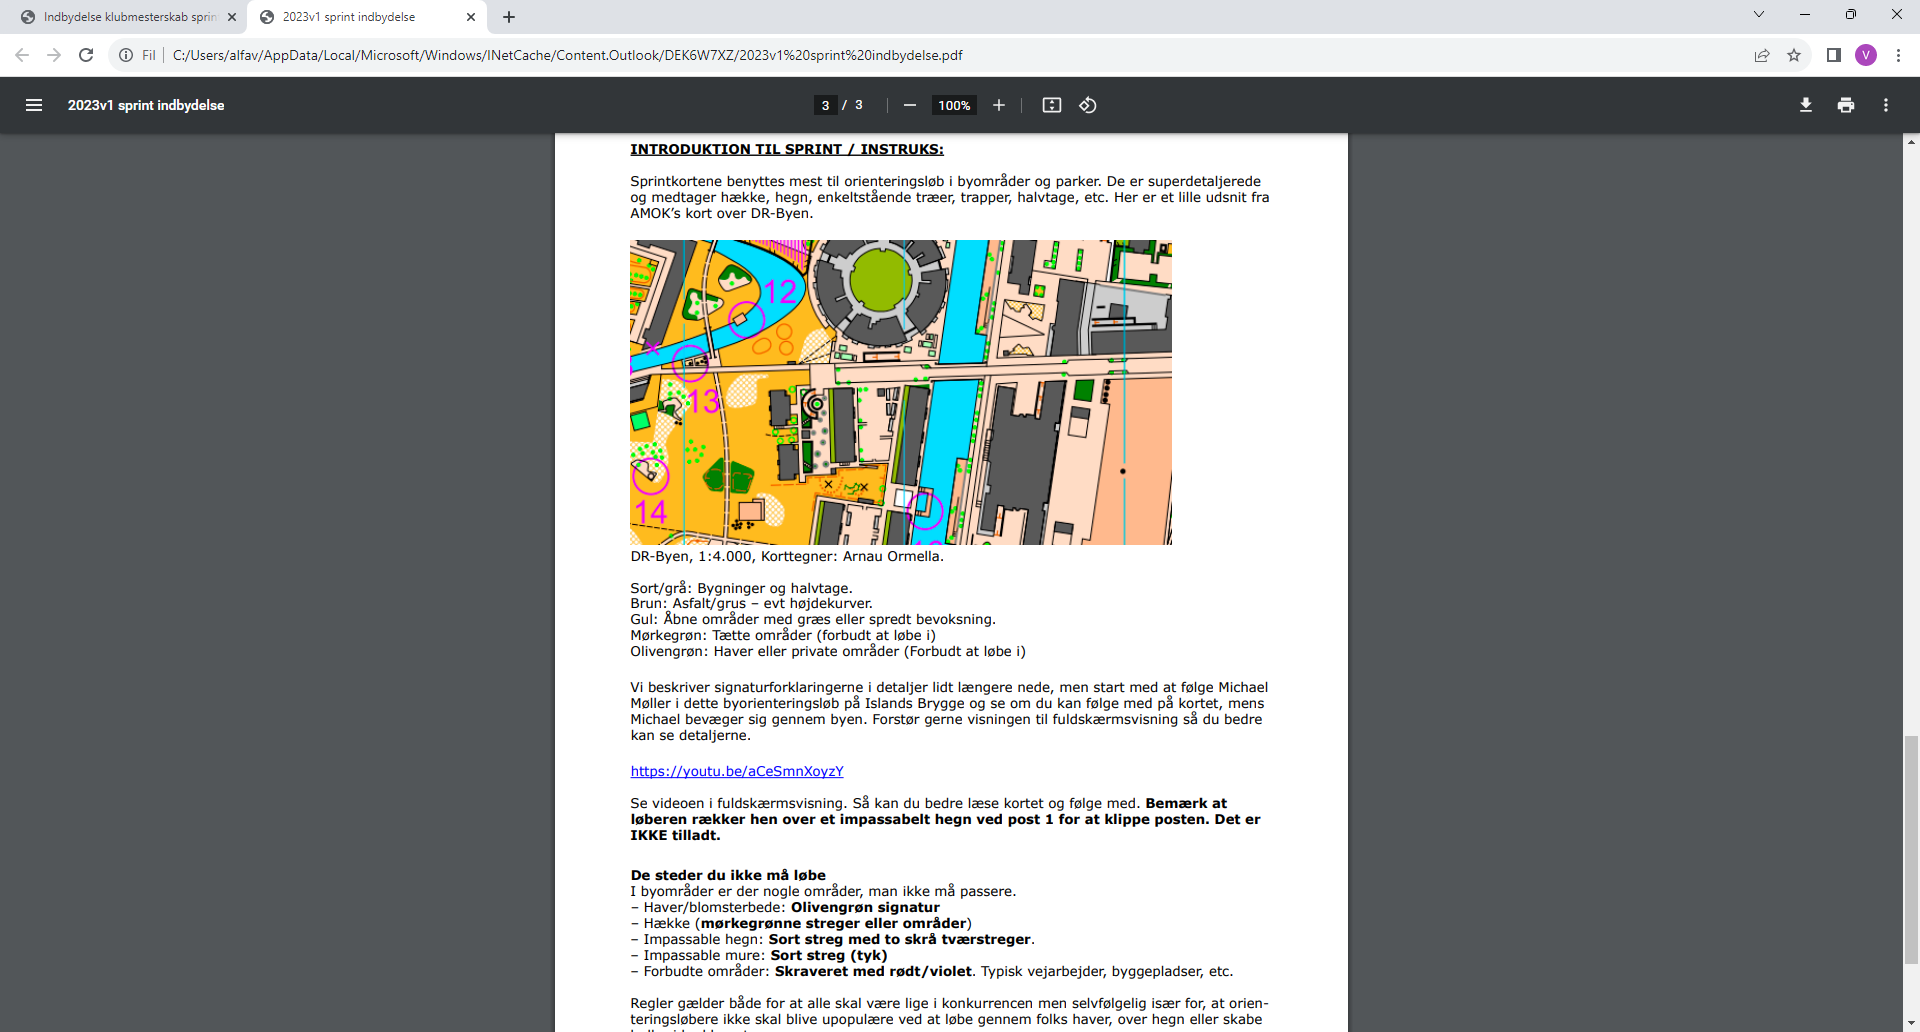 Indbydelse klubmesterskab sprin
2023v1 sprint indbydelse
Fil
C:/Users/alfav/AppData/Local/Microsoft/Windows/INetCache/Content.Outlook/DEK6W7XZ/2023v1%20sprint%20indbydelse.pdf
V
2023v1 sprint indbydelse
3 / 3
100%
INTRODUKTION TIL SPRINT / INSTRUKS:
Sprintkortene benyttes mest til orienteringsløb i byområder og parker. De er superdetaljerede
og medtager hække, hegn, enkeltstående træer, trapper, halvtage, etc. Her er et lille udsnit fra
AMOK’s kort over DR-Byen.
12
13
14
DR-Byen, 1:4.000, Korttegner: Arnau Ormella.
Sort/grå: Bygninger og halvtage.
Brun: Asfalt/grus – evt højdekurver.
Gul: Åbne områder med græs eller spredt bevoksning.
Mørkegrøn: Tætte områder (forbudt at løbe i)
Olivengrøn: Haver eller private områder (Forbudt at løbe i)
Vi beskriver signaturforklaringerne i detaljer lidt længere nede, men start med at følge Michael
Møller i dette byorienteringsløb på Islands Brygge og se om du kan følge med på kortet, mens
Michael bevæger sig gennem byen. Forstør gerne visningen til fuldskærmsvisning så du bedre
kan se detaljerne.
https://youtu.be/aCeSmnXoyzY
Se videoen i fuldskærmsvisning. Så kan du bedre læse kortet og følge med. Bemærk at
løberen rækker hen over et impassabelt hegn ved post 1 for at klippe posten. Det er
IKKE tilladt.
De steder du ikke må løbe
I byområder er der nogle områder, man ikke må passere.
– Haver/blomsterbede: Olivengrøn signatur
– Hække (mørkegrønne streger eller områder)
– Impassable hegn: Sort streg med to skrå tværstreger.
– Impassable mure: Sort streg (tyk)
– Forbudte områder: Skraveret med rødt/violet. Typisk vejarbejder, byggepladser, etc.
Regler gælder både for at alle skal være lige i konkurrencen men selvfølgelig især for, at orien-
teringsløbere ikke skal blive upopulære ved at løbe gennem folks haver, over hegn eller skabe